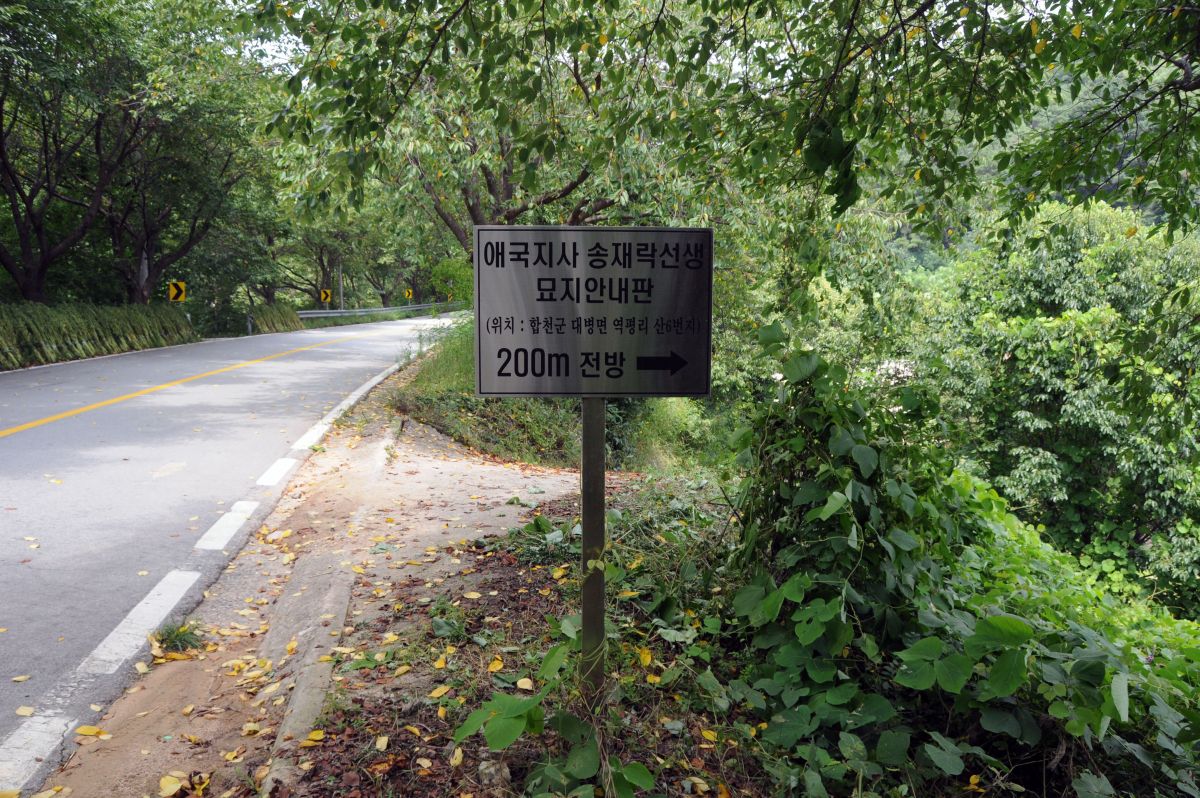 애국지사 송재락선생
묘지안내판
(위치 : 합천군 대병면 역평리 산6번지)
200m 전방